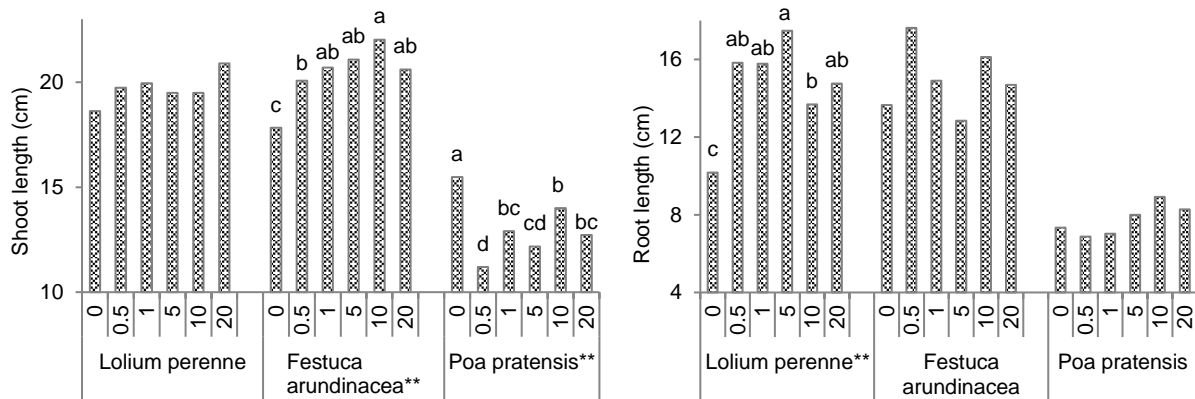 Shoot length (cm)
20
15
10
c
b
ab
ab
a
ab
a
d
bc
cd
b
bc
0 0.5 1 5 10 20 0 0.5 1 5 10 20 0 0.5 1 5 10 20
Lolium perenne
Festuca
arundinacea**
Poa pratensis**
Root length (cm)
16
12
8
4
c
ab
ab
a
b
ab
0 0.5 1 5 10 20 0 0.5 1 5 10 20 0 0.5 1 5 10 20
Lolium perenne**
Festuca
arundinacea
Poa pratensis